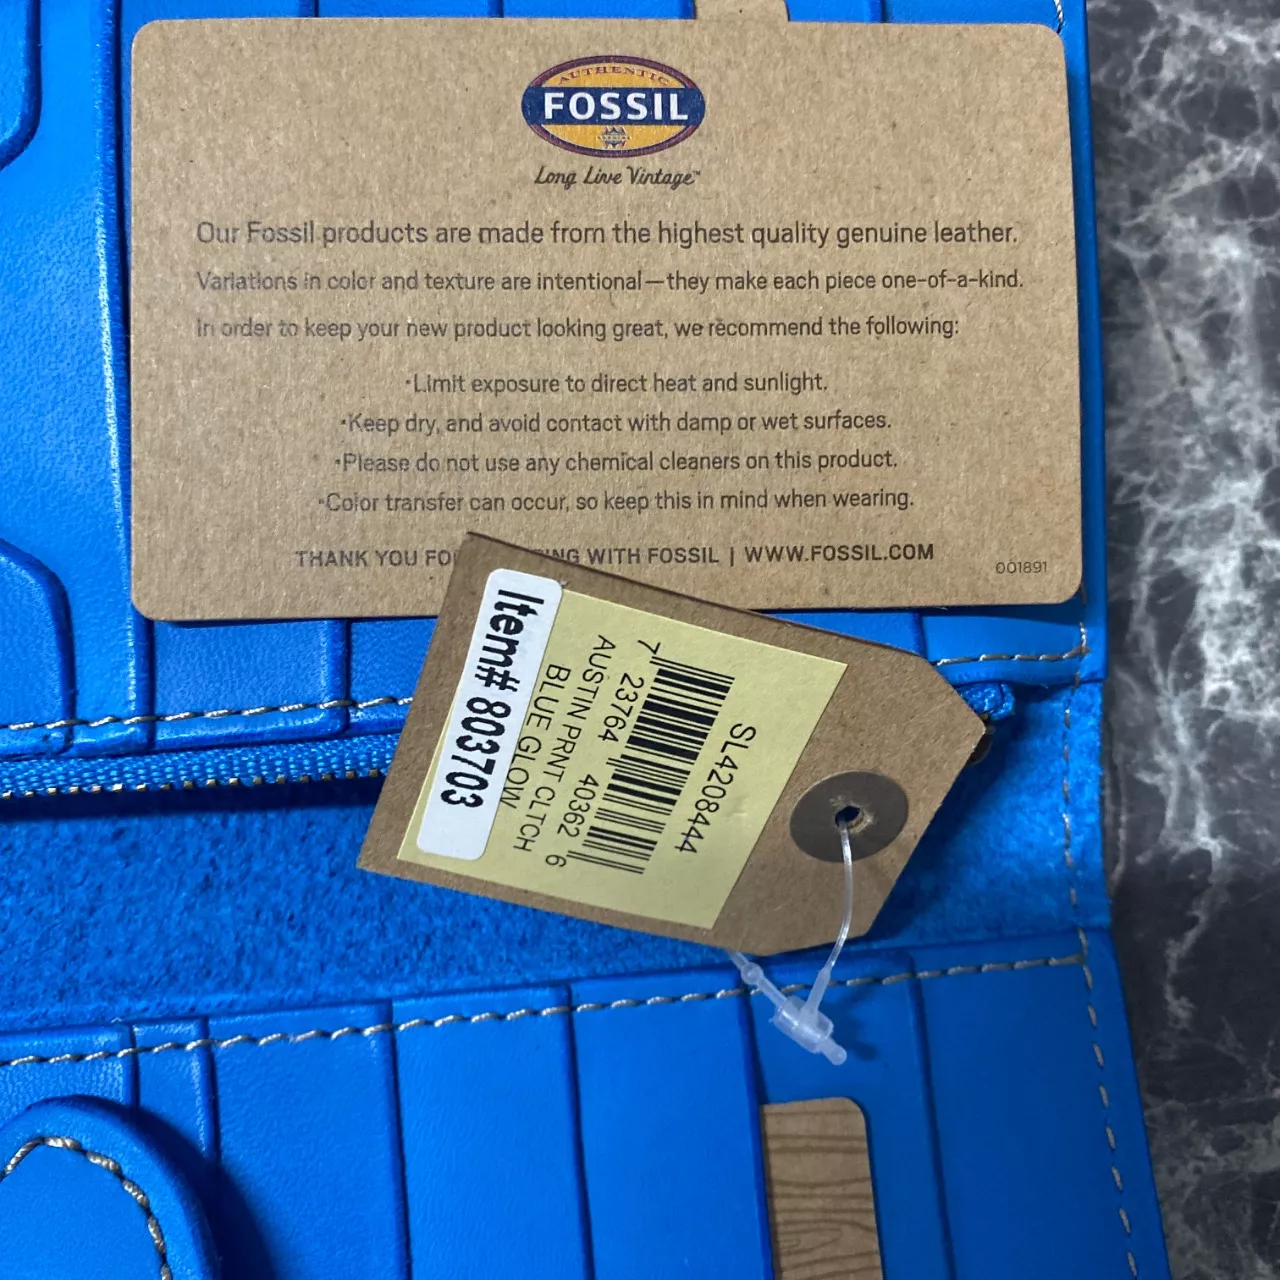 AUTHENTIC
FOSSIL
Long Live Vintage™
Our Fossil products are made from the highest quality genuine leather.
Variations in color and texture are intentional—they make each piece one-of-a-kind.
In order to keep your new product looking great, we recommend the following:
•Limit exposure to direct heat and sunlight.
•Keep dry, and avoid contact with damp or wet surfaces.
•Please do not use any chemical cleaners on this product.
•Color transfer can occur, so keep this in mind when wearing.
THANK YOU FO ING WITH FOSSIL | WWW.FOSSIL.COM
001891
SL4208444
7 23764 40362 6
AUSTIN PRNT CLTCH
BLUE GLOW
Item# 803703